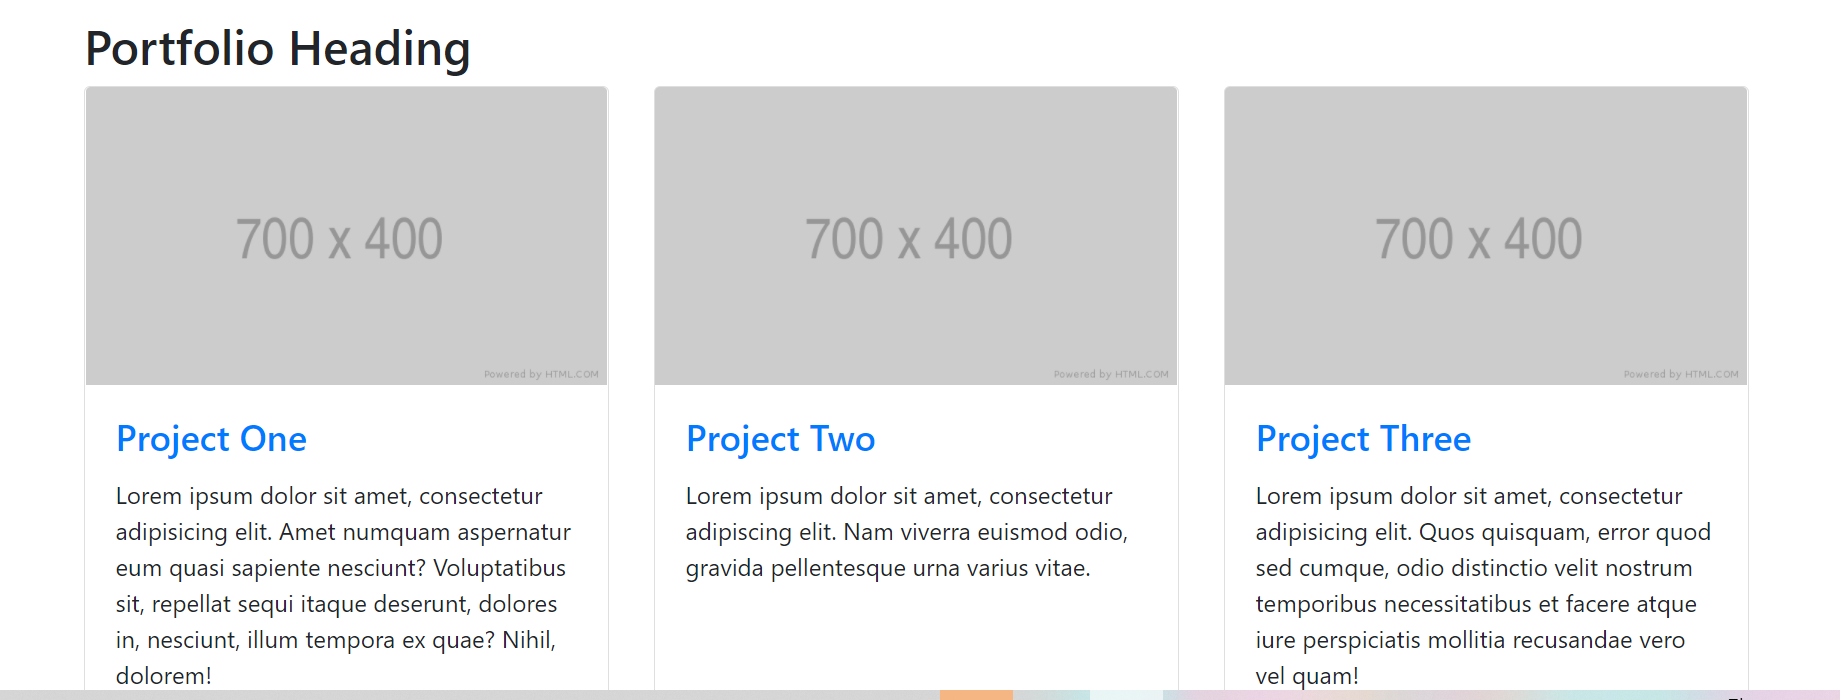 Portfolio Heading
700 x 400
Powered by HTML.COM
700 x 400
Powered by HTML.COM
700 x 400
Powered by HTML.COM
Project One
Lorem ipsum dolor sit amet, consectetur
adipisicing elit. Amet numquam aspernatur
eum quasi sapiente nesciunt? Voluptatibus
sit, repellat sequi itaque deserunt, dolores
in, nesciunt, illum tempora ex quae? Nihil,
dolorem!
Project Two
Lorem ipsum dolor sit amet, consectetur
adipiscing elit. Nam viverra euismod odio,
gravida pellentesque urna varius vitae.
Project Three
Lorem ipsum dolor sit amet, consectetur
adipisicing elit. Quos quisquam, error quod
sed cumque, odio distinctio velit nostrum
temporibus necessitatibus et facere atque
iure perspiciatis mollitia recusandae vero
vel quam!